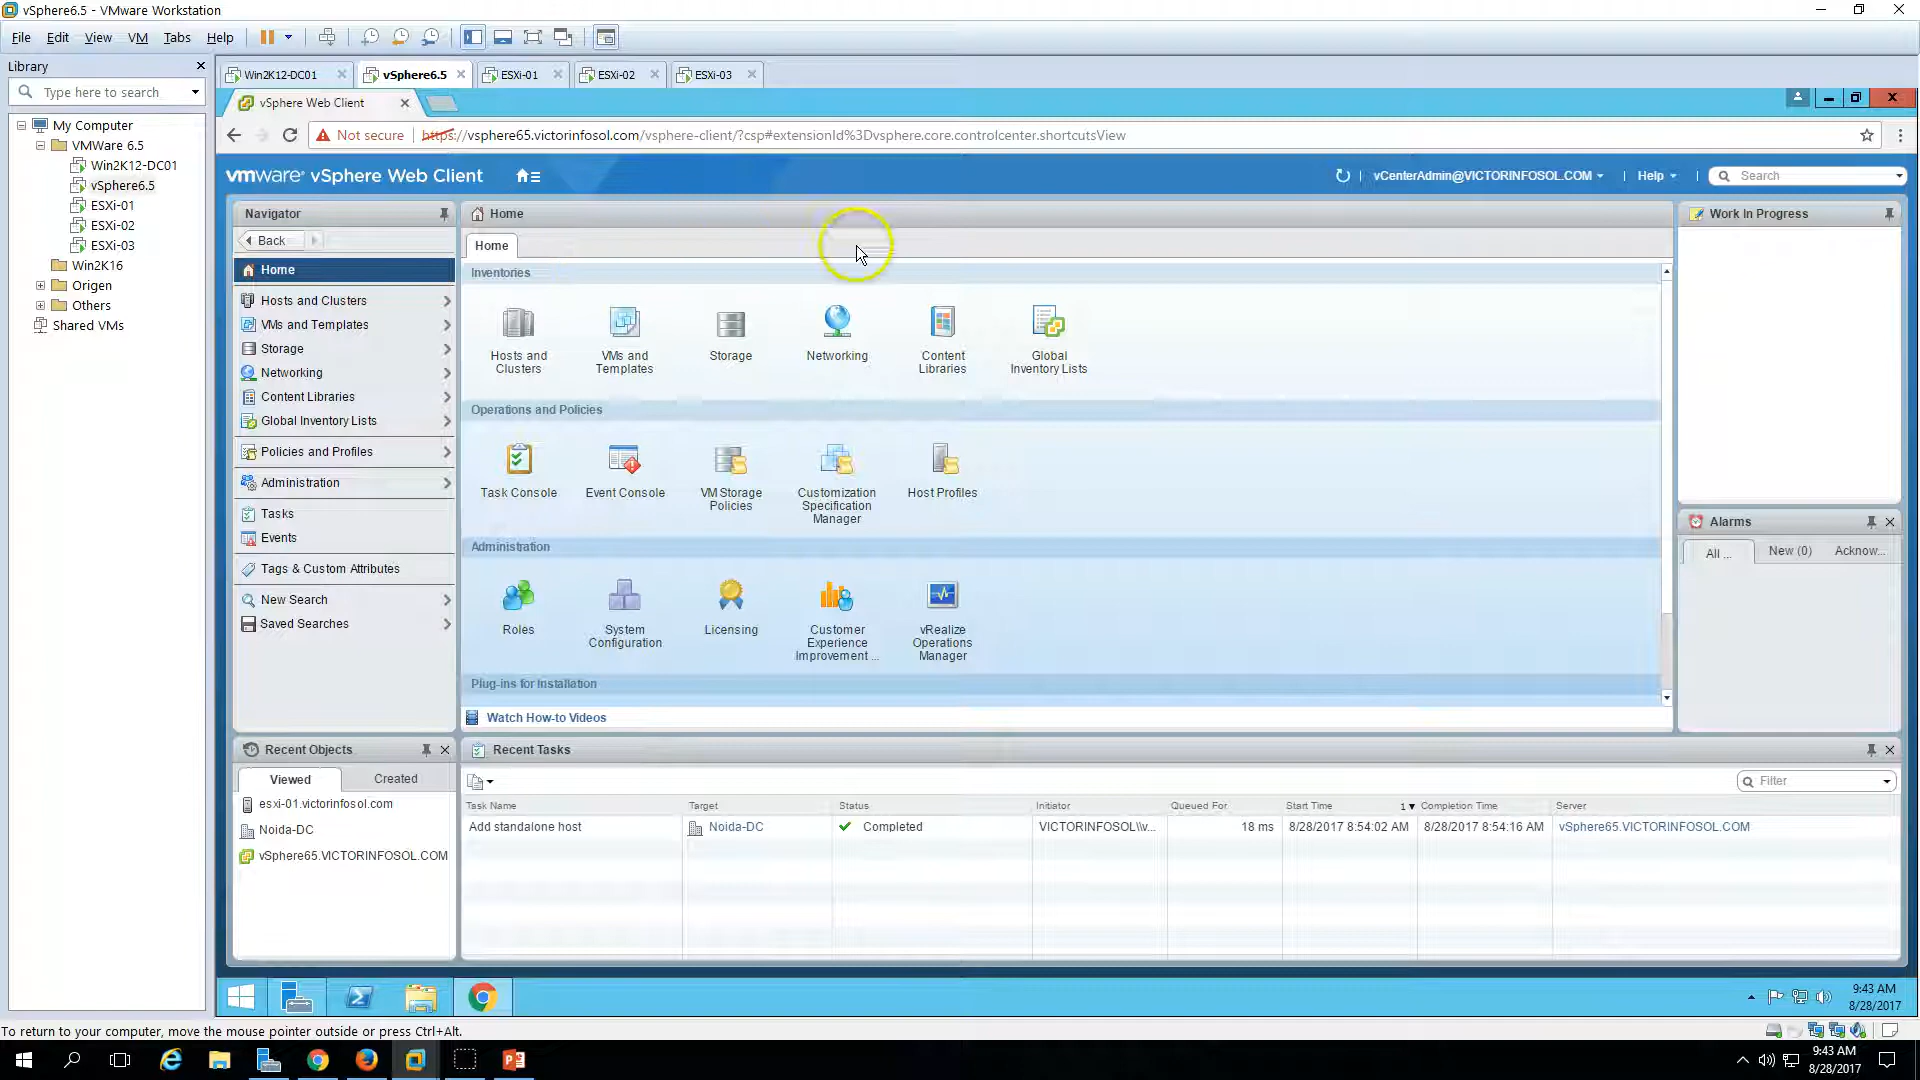 vSphere6.5 - VMware Workstation
File Edit View VM Tabs Help
Library
Type here to search
My Computer
VMWare 6.5
Win2K12-DC01
vSphere6.5
ESXi-01
ESXi-02
ESXi-03
Win2K16
Origen
Others
Shared VMs
Win2K12-DC01 vSphere6.5 ESXi-01 ESXi-02 ESXi-03
vSphere Web Client
Not secure https://vsphere65.victorinfosol.com/vsphere-client/?csp#extensionId%3Dvsphere.core.controlcenter.shortcutsView
vmware® vSphere Web Client
vCenterAdmin@VICTORINFOSOL.COM Help Search
Navigator
Back
Home
Hosts and Clusters
VMs and Templates
Storage
Networking
Content Libraries
Global Inventory Lists
Policies and Profiles
Administration
Tasks
Events
Tags & Custom Attributes
New Search
Saved Searches
Home
Home
Inventories
Hosts and Clusters
VMs and Templates
Storage
Networking
Content Libraries
Global Inventory Lists
Operations and Policies
Task Console
Event Console
VM Storage Policies
Customization Specification Manager
Host Profiles
Administration
Roles
System Configuration
Licensing
Customer Experience Improvement ...
vRealize Operations Manager
Plug-ins for Installation
Watch How-to Videos
Work In Progress
Alarms
All ... New (0) Acknow...
Recent Objects
Viewed Created
esxi-01.victorinfosol.com
Noida-DC
vSphere65.VICTORINFOSOL.COM
Recent Tasks
Filter
Task Name Target Status Initiator Queued For Start Time 1 Completion Time Server
Add standalone host Noida-DC Completed VICTORINFOSOL\\v... 18 ms 8/28/2017 8:54:02 AM 8/28/2017 8:54:16 AM vSphere65.VICTORINFOSOL.COM
9:43 AM
8/28/2017
To return to your computer, move the mouse pointer outside or press Ctrl+Alt.
9:43 AM
8/28/2017